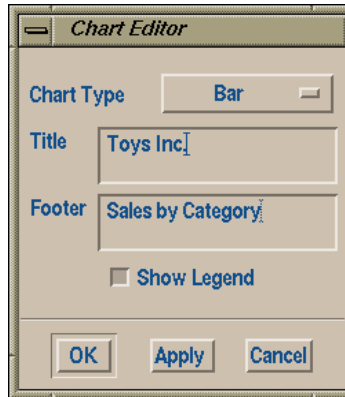 Chart Editor
Chart Type Bar
Title Toys Inc.
Footer Sales by Category
Show Legend
OK Apply Cancel